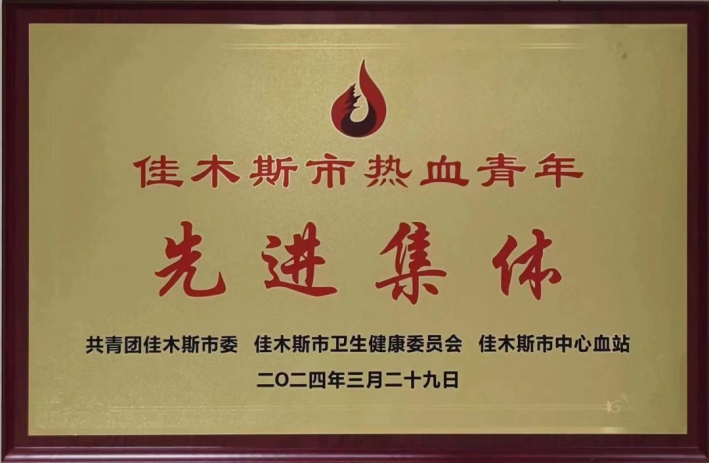 佳木斯市热血青年
先进集体
共青团佳木斯市委 佳木斯市卫生健康委员会 佳木斯市中心血站
二〇二四年三月二十九日